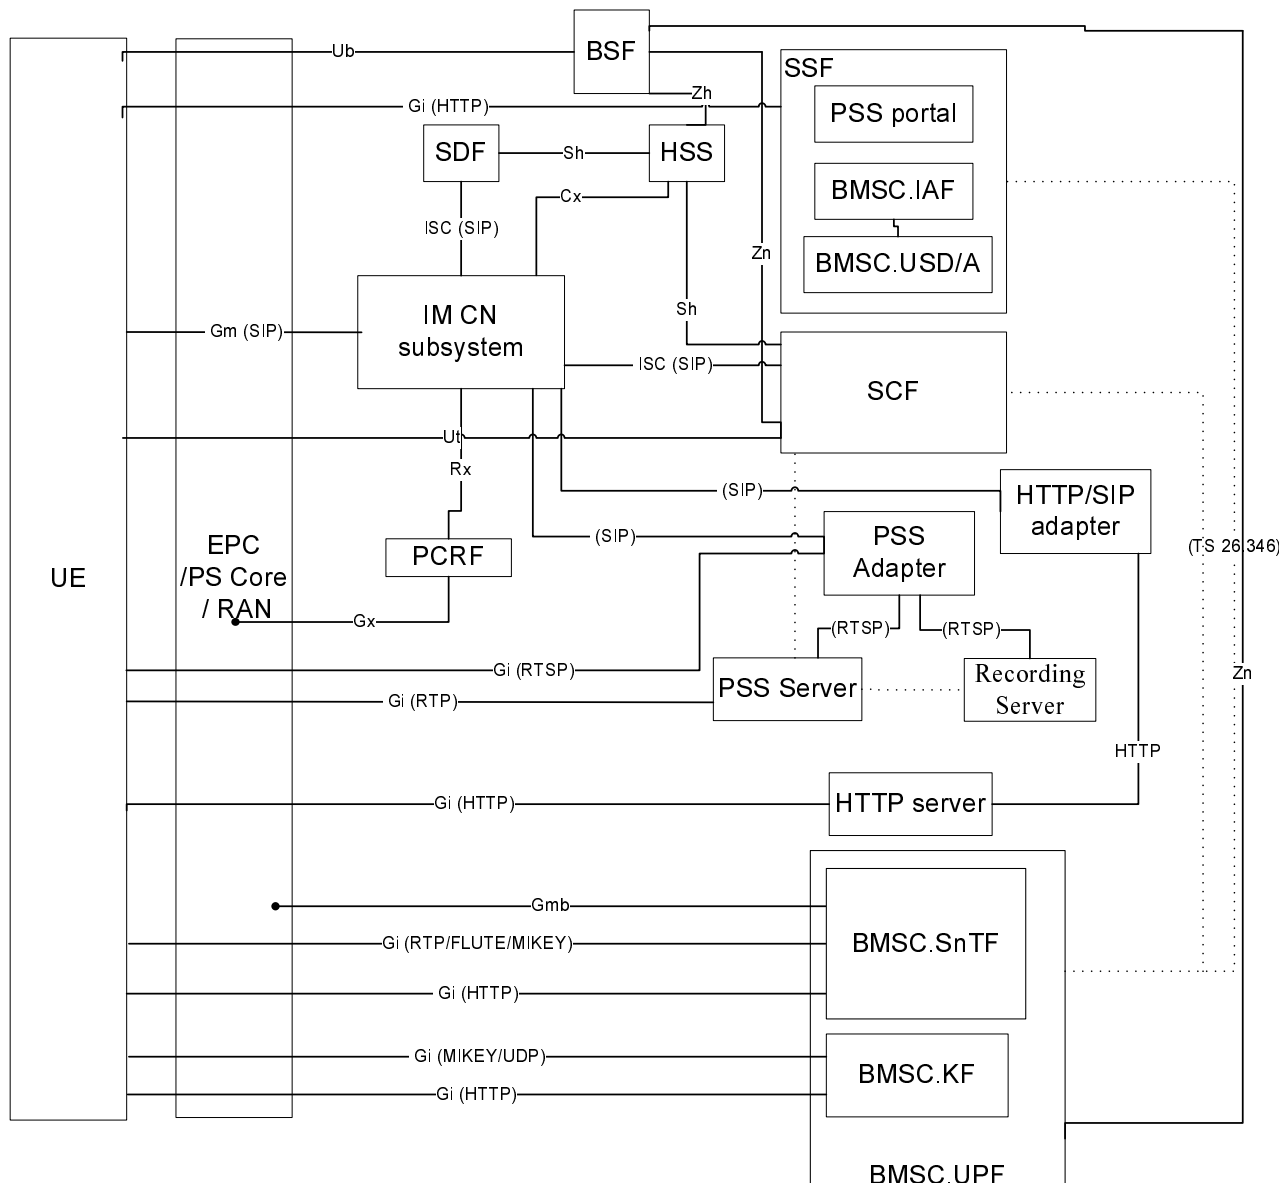 BSF
Ub
SSF
Zh
Gi (HTTP)
PSS portal
SDF
Sh
HSS
BMSC.IAF
Cx
ISC (SIP)
Zn
BMSC.USD/A
Sh
IM CN
subsystem
Gm (SIP)
ISC (SIP)
SCF
Ut
Rx
(SIP)
HTTP/SIP
adapter
(SIP)
PSS
Adapter
EPC
/PS Core
/ RAN
PCRF
(TS 26.346)
UE
Gx
(RTSP)
(RTSP)
Gi (RTSP)
Zn
PSS Server
Recording
Server
Gi (RTP)
HTTP
Gi (HTTP)
HTTP server
Gmb
Gi (RTP/FLUTE/MIKEY)
BMSC.SnTF
Gi (HTTP)
Gi (MIKEY/UDP)
BMSC.KF
Gi (HTTP)
BMSC.UPF